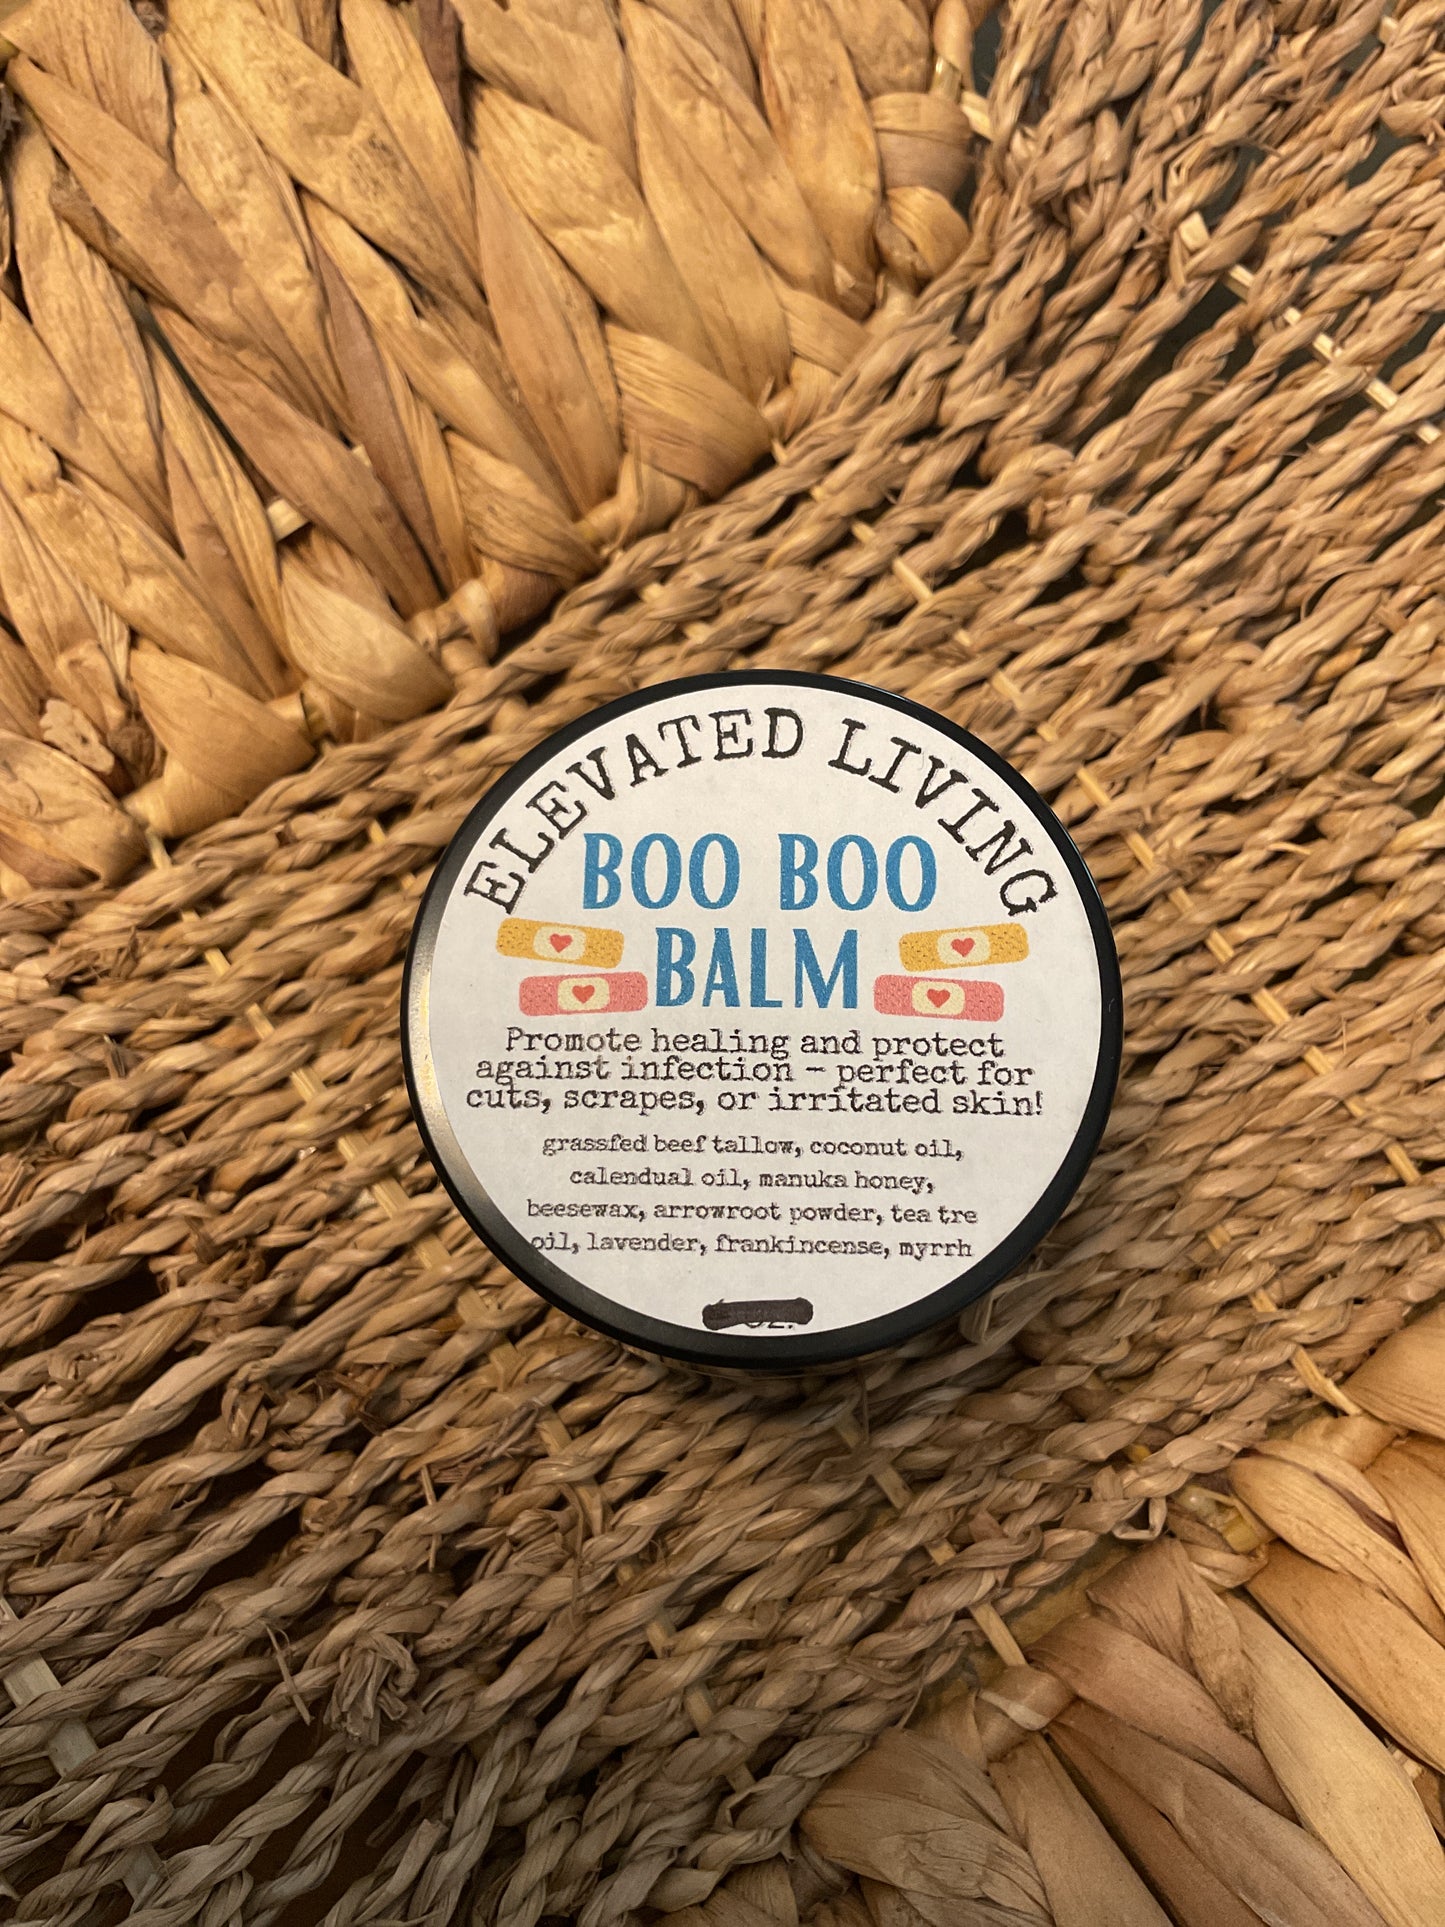 ELEVATED LIVING
BOO BOO
BALM
Promote healing and protect
against infection - perfect for
cuts, scrapes, or irritated skin!
grassfed beef tallow, coconut oil,
calendual oil, manuka honey,
beesewax, arrowroot powder, tea tre
oil, lavender, frankincense, myrrh
oz.